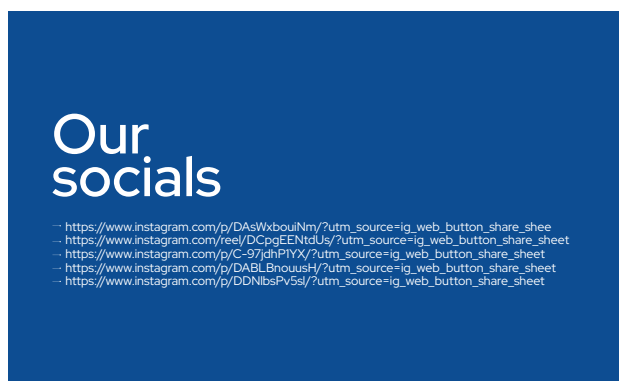 Our
socials
→ https://www.instagram.com/p/DAsWxbouiNm/?utm_source=ig_web_button_share_shee
→ https://www.instagram.com/reel/DCpgEENtdUs/?utm_source=ig_web_button_share_sheet
→ https://www.instagram.com/p/C-97jdhP1YX/?utm_source=ig_web_button_share_sheet
→ https://www.instagram.com/p/DABLBnouusH/?utm_source=ig_web_button_share_sheet
→ https://www.instagram.com/p/DDNlbsPv5sl/?utm_source=ig_web_button_share_sheet